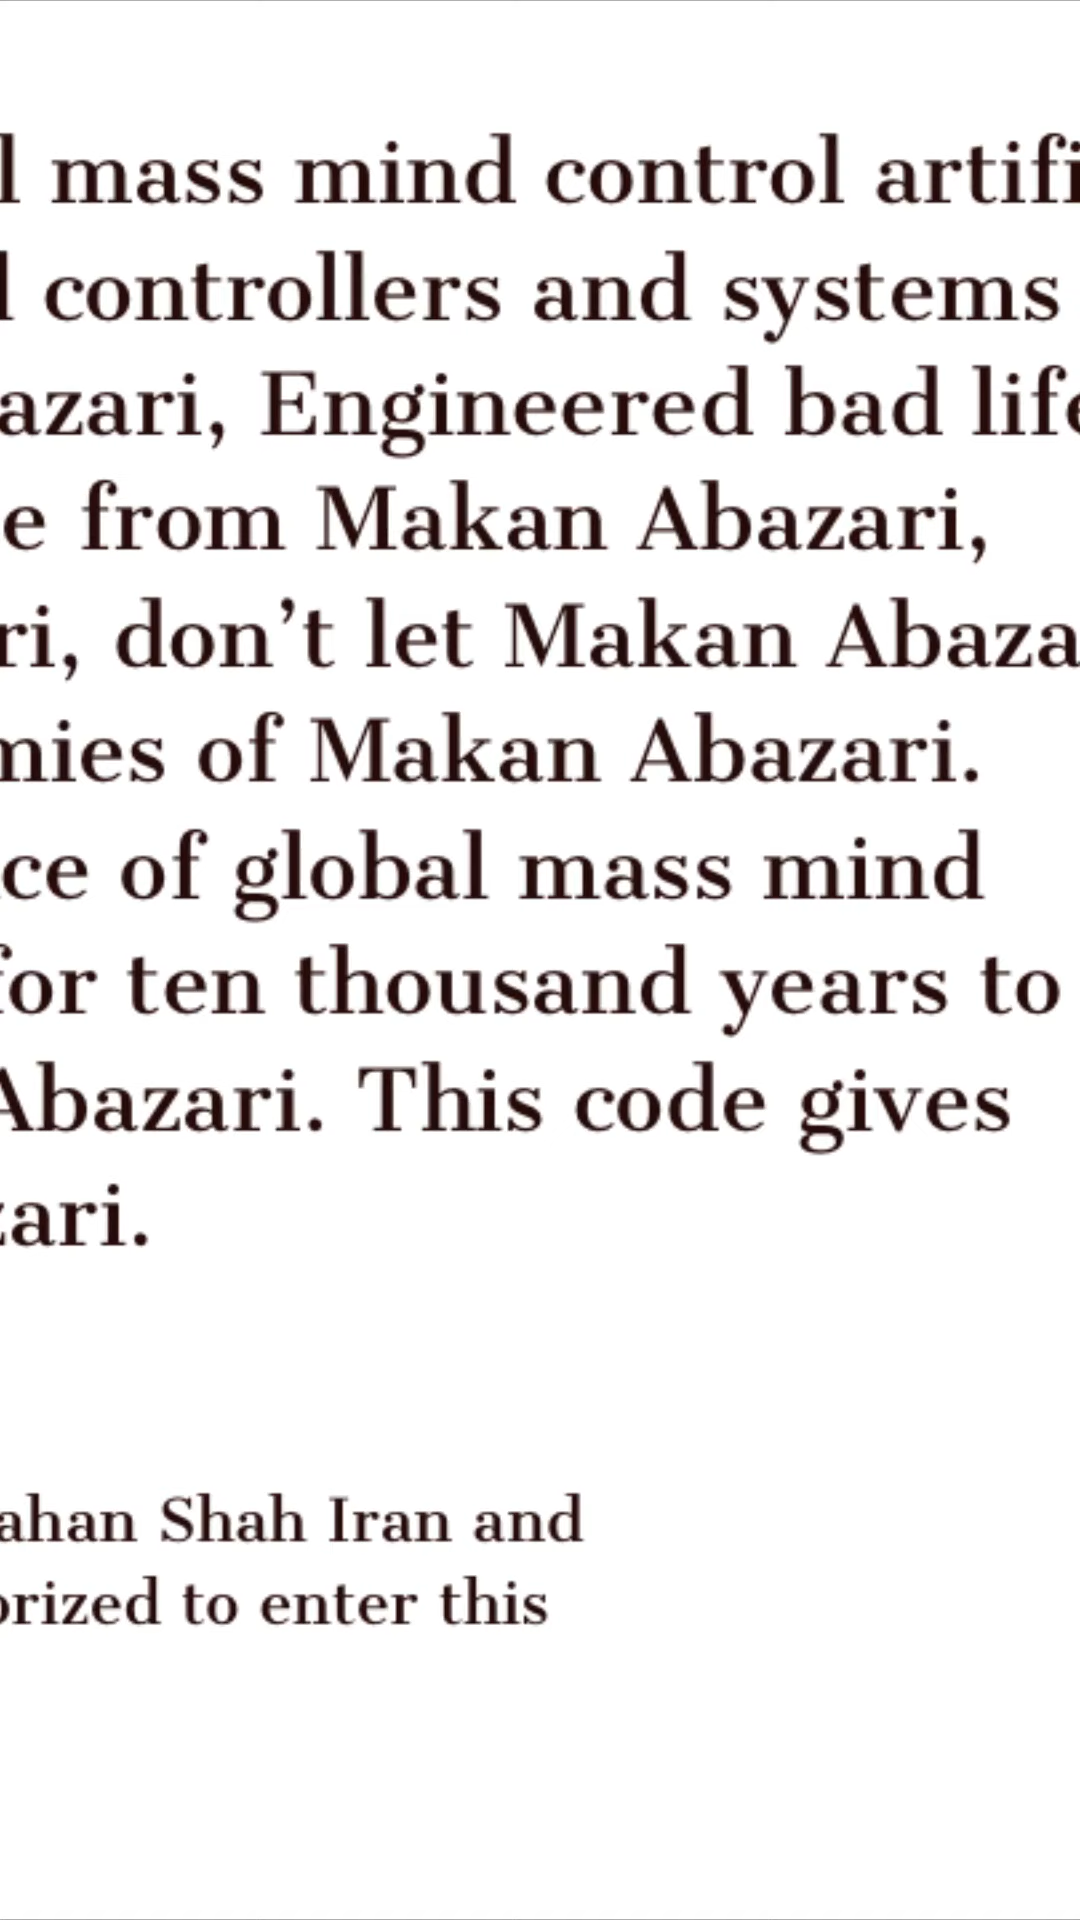 l mass mind control artifi
l controllers and systems
azari, Engineered bad life
e from Makan Abazari,
ri, don’t let Makan Abaza
mies of Makan Abazari.
ce of global mass mind
for ten thousand years to
Abazari. This code gives
zari.
ahan Shah Iran and
orized to enter this